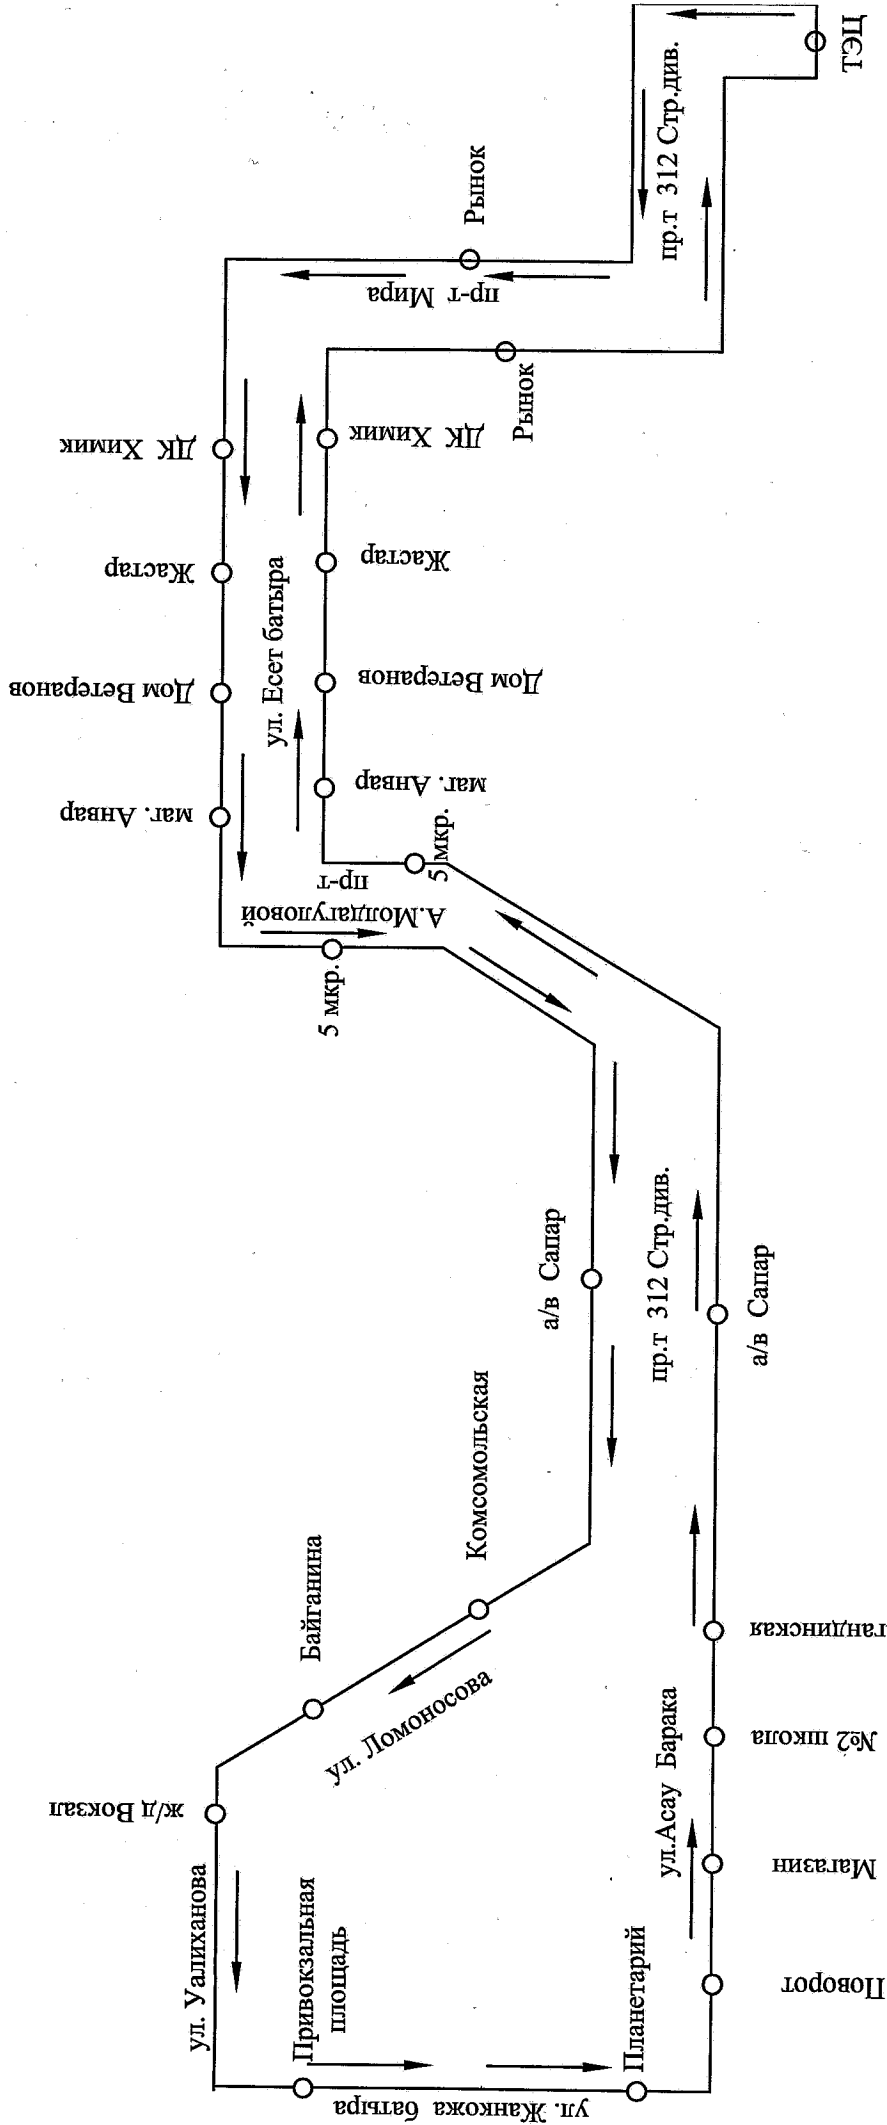 ТЭЦ
пр.т 312 Стр.див.
Рынок
пр-т Мира
Рынок
ДК Химик
ДК Химик
Жастар
Жастар
ул. Есет батыра
Дом Ветеранов
Дом Ветеранов
маг. Анвар
маг. Анвар
5 мкр.
пр-т
А.Молдагуловой
5 мкр.
а/в Сапар
пр.т 312 Стр.див.
а/в Сапар
Комсомольская
Байганина
ул. Ломоносова
гандинская
№2 школа
ул.Асау Барака
ж/д Вокзал
Магазин
ул. Уалиханова
Привокзальная
площадь
Планетарий
Поворот
ул. Жанкожа батыра